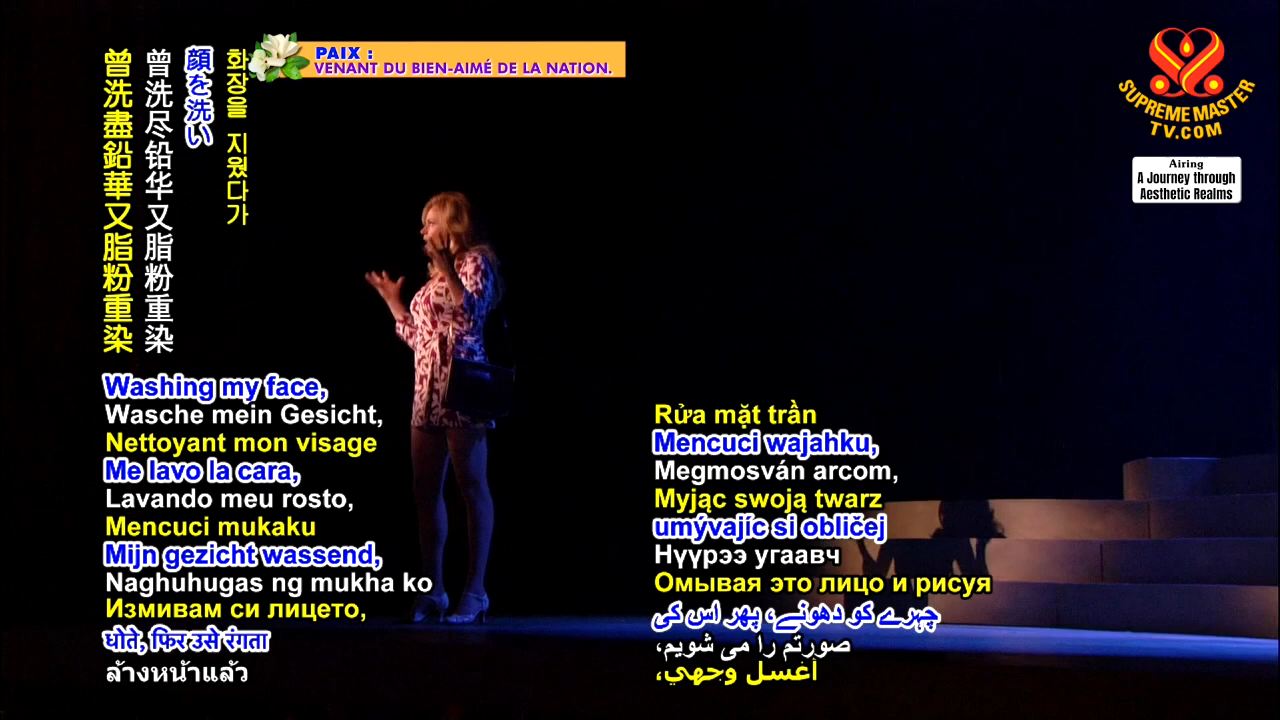 PAIX :
VENANT DU BIEN-AIMÉ DE LA NATION.
SUPREME MASTER
TV.COM
Airing
A Journey through
Aesthetic Realms
曾洗盡鉛華又脂粉重染
曾洗尽铅华又脂粉重染
顔を洗い
화장을 지웠다가
Washing my face,
Wasche mein Gesicht,
Nettoyant mon visage
Me lavo la cara,
Lavando meu rosto,
Mencuci mukaku
Mijn gezicht wassend,
Naghuhugas ng mukha ko
Измивам си лицето,
धोते, फिर उसे रंगता
ล้างหน้าแล้ว
Rửa mặt trần
Mencuci wajahku,
Megmosván arcom,
Myjąc swoją twarz
umývajíc si obličej
Нүүрээ угаавч
Омывая это лицо и рисуя
چہرے کو دھونے، پھر اس کی
صورتم را می شویم،
أغسل وجهي،